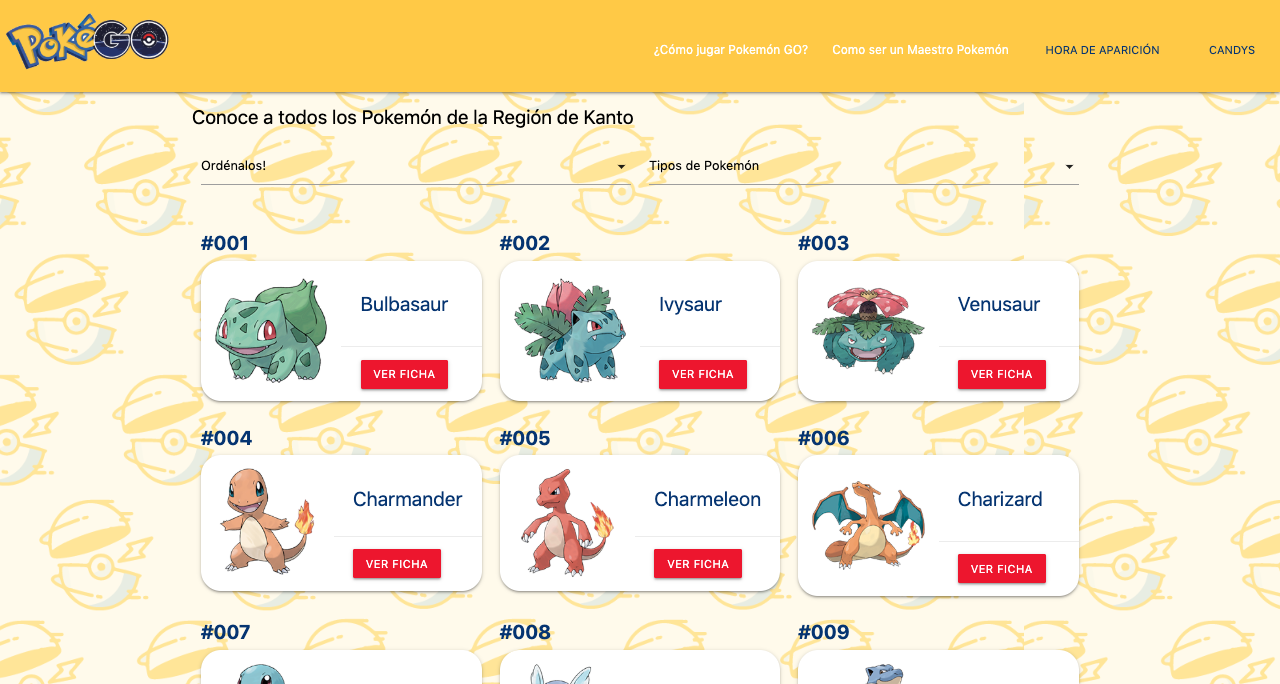 PokéGO
¿Cómo jugar Pokemón GO? Como ser un Maestro Pokemón HORA DE APARICIÓN CANDYS
Conoce a todos los Pokemón de la Región de Kanto
Ordénalos! Tipos de Pokemón
#001 #002 #003
Bulbasaur Ivysaur Venusaur
VER FICHA VER FICHA VER FICHA
#004 #005 #006
Charmander Charmeleon Charizard
VER FICHA VER FICHA VER FICHA
#007 #008 #009